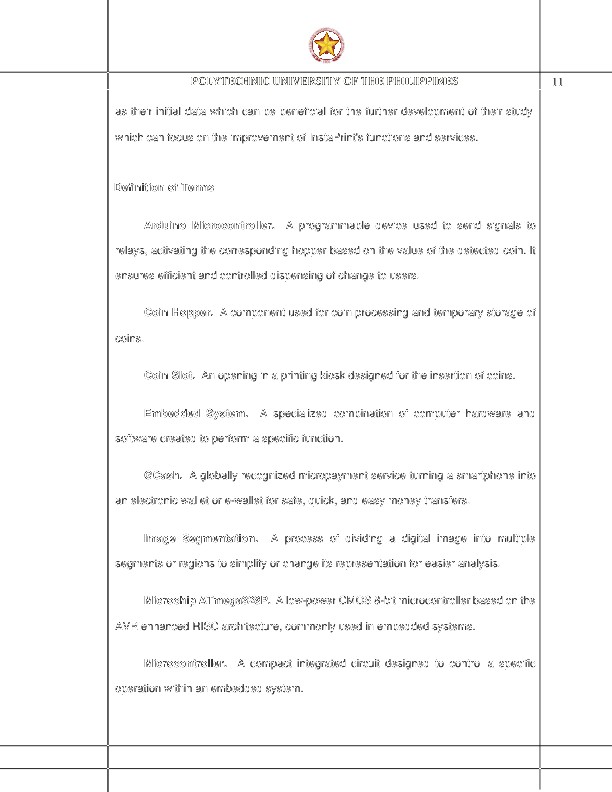 POLYTECHNIC UNIVERSITY OF THE PHILIPPINES 11
as their initial data which can be beneficial for the further development of their study
which can focus on the improvement of InstaPrint's functions and services.
Definition of Terms
Arduino Microcontroller. A programmable device used to send signals to
relays, activating the corresponding hopper based on the value of the detected coin. It
ensures efficient and controlled dispensing of change to users.
Coin Hopper. A component used for coin processing and temporary storage of
coins.
Coin Slot. An opening in a printing kiosk designed for the insertion of coins.
Embedded System. A specialized combination of computer hardware and
software created to perform a specific function.
GCash. A globally recognized micropayment service turning a smartphone into
an electronic wallet or e-wallet for safe, quick, and easy money transfers.
Image Segmentation. A process of dividing a digital image into multiple
segments or regions to simplify or change its representation for easier analysis.
Microchip ATmega328P. A low-power CMOS 8-bit microcontroller based on the
AVR enhanced RISC architecture, commonly used in embedded systems.
Microcontroller. A compact integrated circuit designed to control a specific
operation within an embedded system.